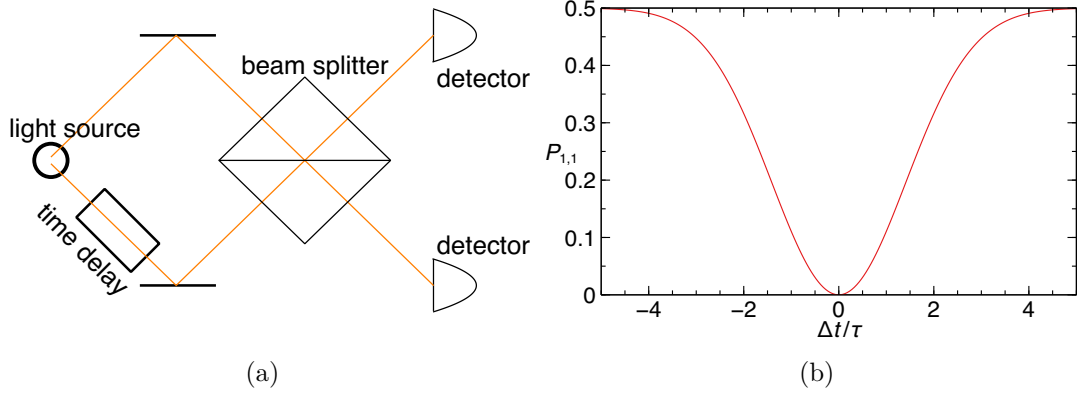 light source
time delay
beam splitter
detector
detector
(a)
0.5
0.4
0.3
P1,1
0.2
0.1
0
−4
−2
0
2
4
Δt/τ
(b)